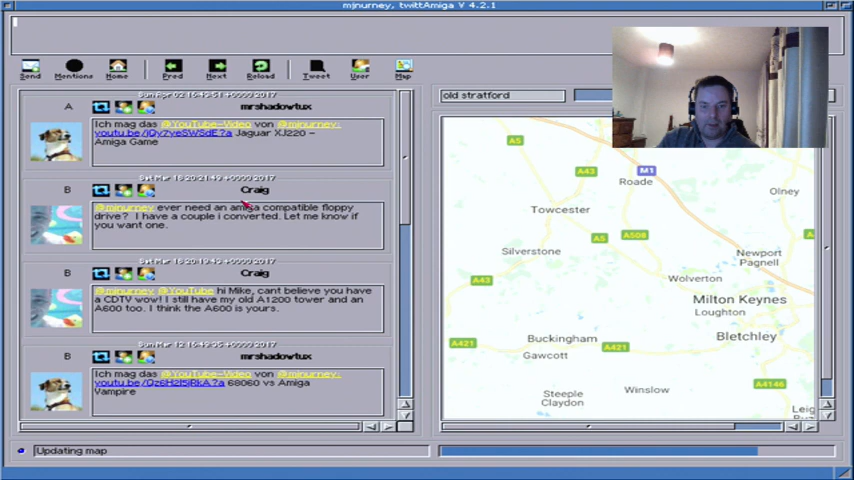 mjnurney, twittAmiga V 4.2.1
Send Mentions Home Pred Next Reload Tweet User Map
A mrshadowtux
Ich mag das @YouTube-Video von @mjnurney:
Jaguar XJ220 –
Amiga Game
B Craig
@mjnurney ever need an amiga compatible floppy
drive? I have a couple i converted. Let me know if
you want one.
B Craig
@mjnurney @YouTube hi Mike, cant believe you have
a CDTV wow! I still have my old A1200 tower and an
A600 too. I think the A600 is yours.
B mrshadowtux
Ich mag das @YouTube-Video von @mjnurney:
68060 vs Amiga
Vampire
Updating map
old stratford
A5
M1
A43
Roade
Olney
Towcester
A5
A508
Silverstone
Newport
Pagnell
A43
Wolverton
Milton Keynes
Loughton
A421
Buckingham
A421
Bletchley
Gawcott
A4146
Steeple
Claydon
Winslow